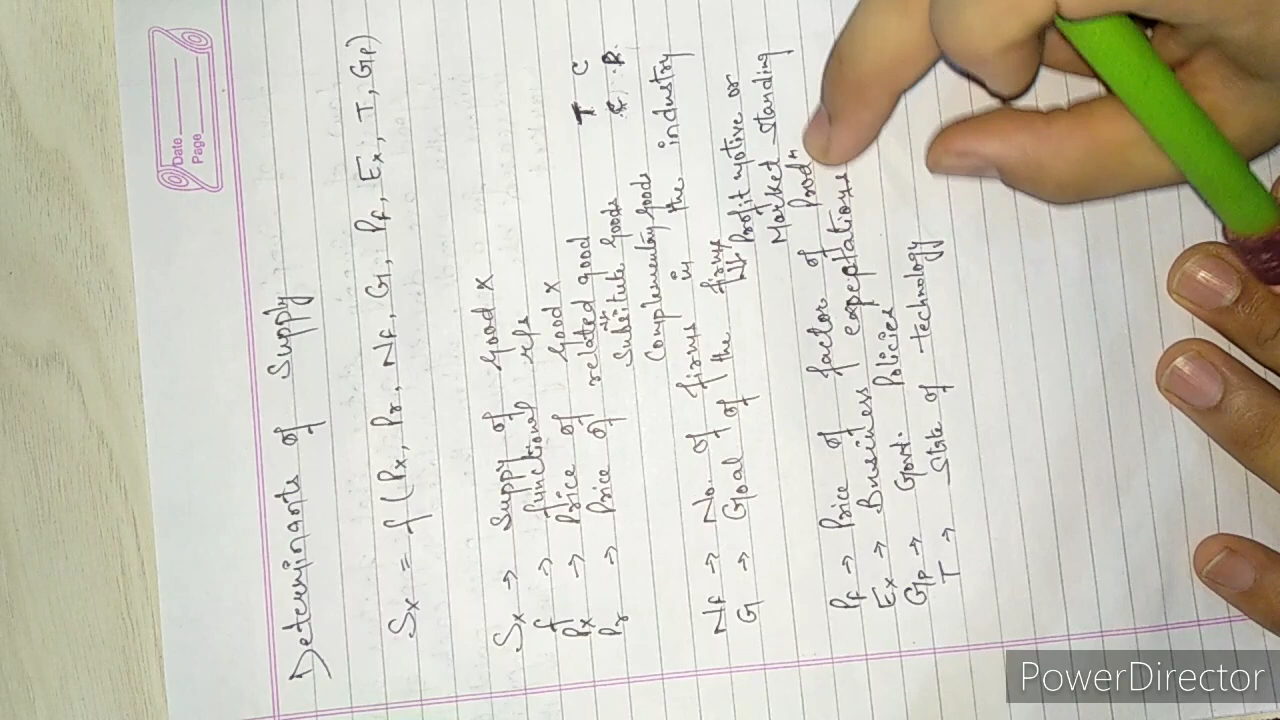 Date
Page
Determinants of Supply
Sx = f (Px, Pr, NF, G, PF, Ex, T, GP)
Sx → Supply of Good X
f → functional rls
Px → Price of Good X
Pr → Price of related good
Substitute Goods
Complementary Goods
T C
R.
NF → No. of firms in the industry
G → Goal of the firms
Profit motive or
Market standing
PF → Price of factor of Prodn
Ex → Business expeptations
GP → Govt. Policies
T → State of technology
PowerDirector